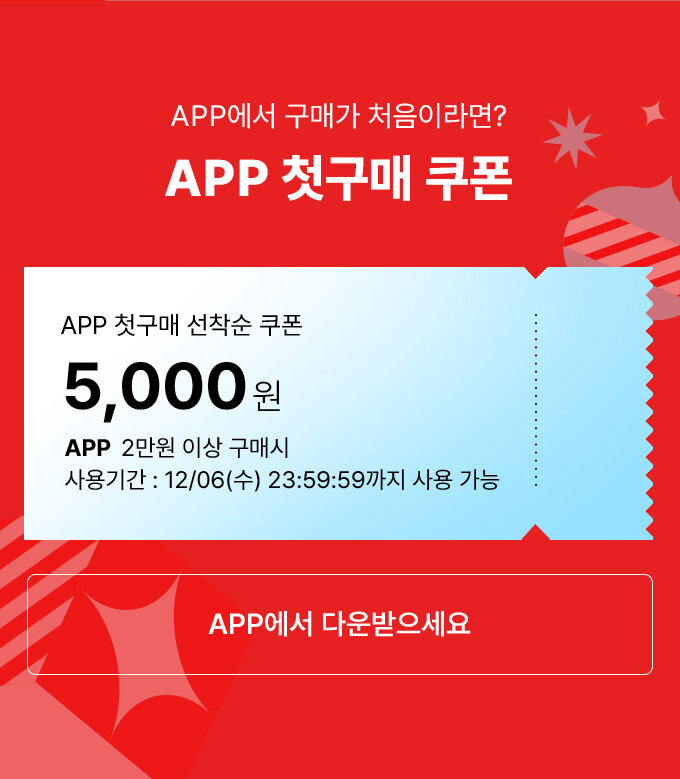 APP에서 구매가 처음이라면?
APP 첫구매 쿠폰
APP 첫구매 선착순 쿠폰
5,000원
APP 2만원 이상 구매시
사용기간 : 12/06(수) 23:59:59까지 사용 가능
APP에서 다운받으세요